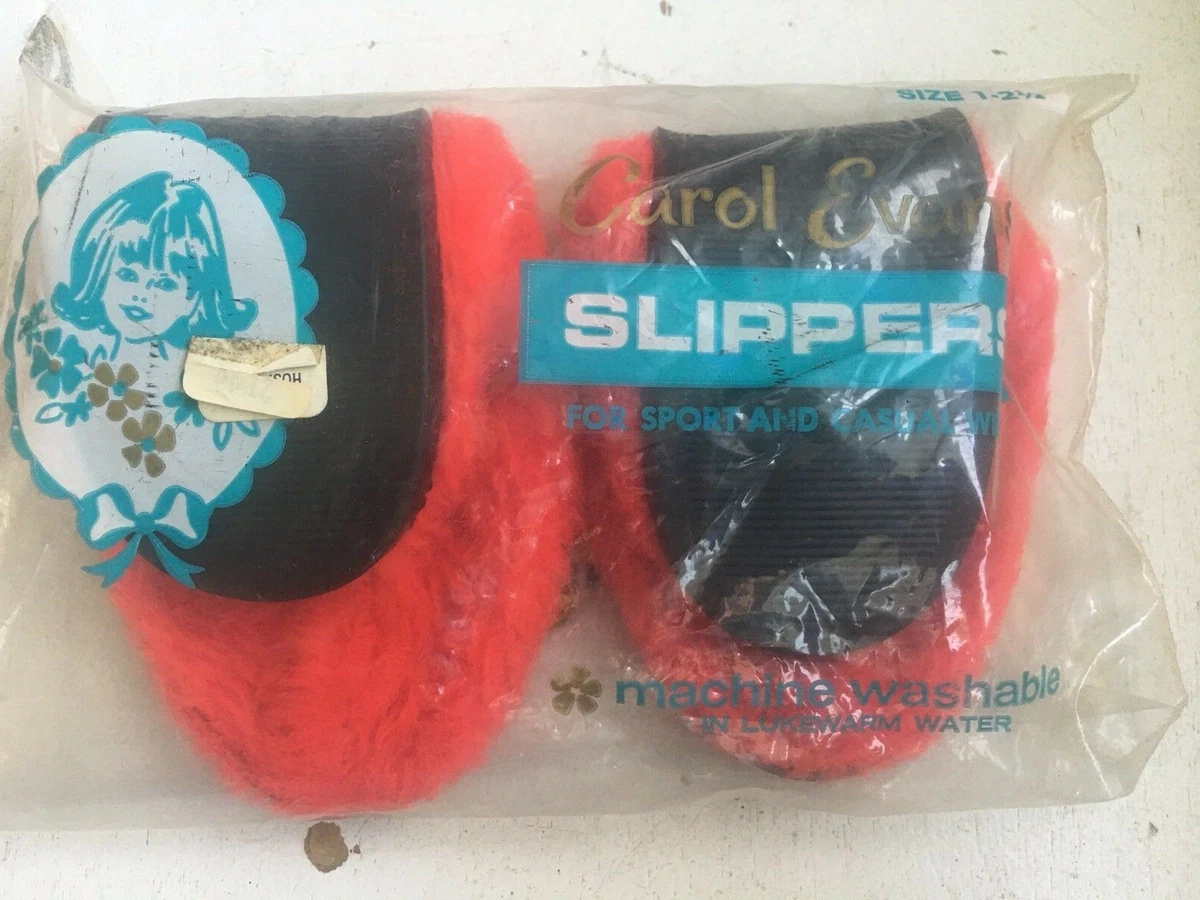 SIZE 1-2½
Carol Evans
SLIPPERS
FOR SPORT AND CASUAL
machine washable
IN LUKEWARM WATER